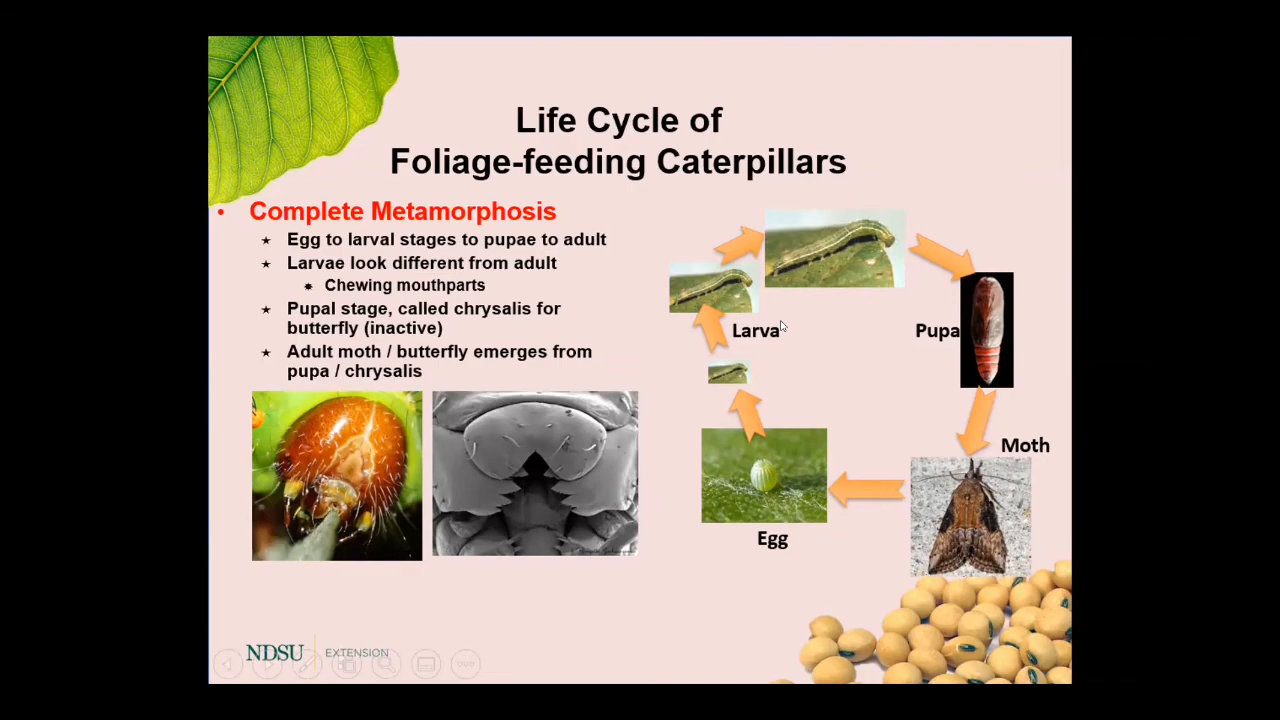 Life Cycle of
Foliage-feeding Caterpillars
• Complete Metamorphosis
Egg to larval stages to pupae to adult
Larvae look different from adult
Chewing mouthparts
Pupal stage, called chrysalis for
butterfly (inactive)
Adult moth / butterfly emerges from
pupa / chrysalis
Larva
Pupa
Moth
Egg
NDSU EXTENSION